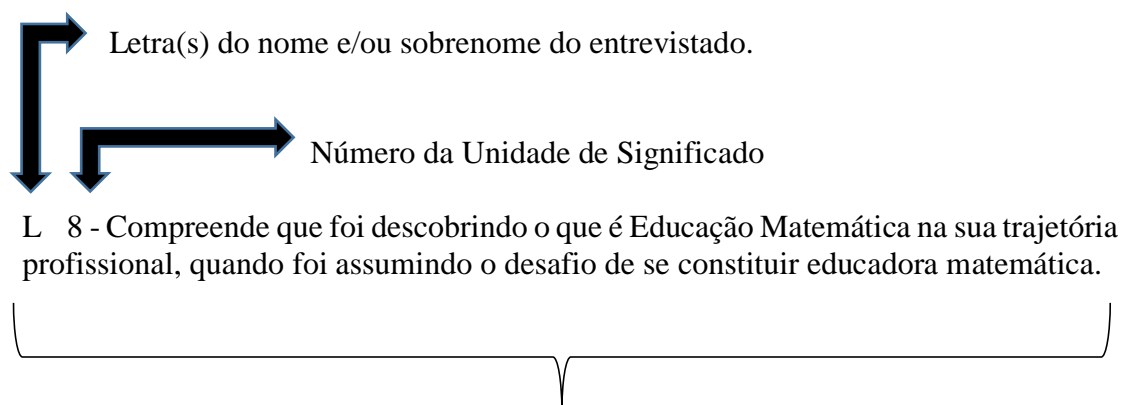 Letra(s) do nome e/ou sobrenome do entrevistado.
Número da Unidade de Significado
L 8 - Compreende que foi descobrindo o que é Educação Matemática na sua trajetória
profissional, quando foi assumindo o desafio de se constituir educadora matemática.